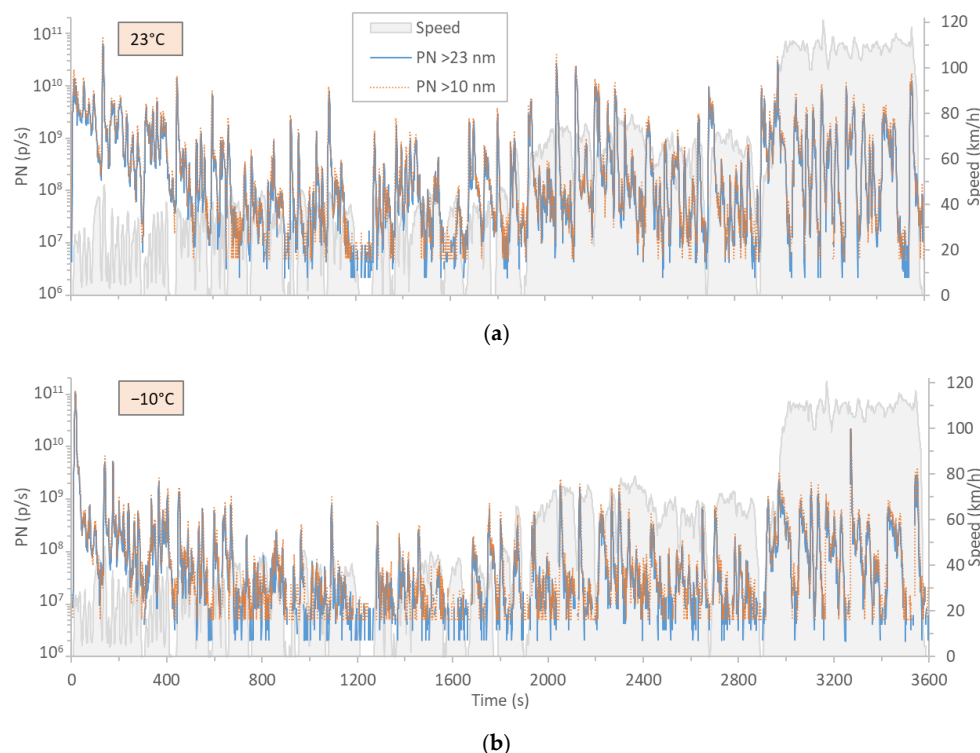 23°C
Speed
PN >23 nm
PN >10 nm
PN (p/s)
10¹¹
10¹⁰
10⁹
10⁸
10⁷
10⁶
120
100
80
60
40
20
0
Speed (km/h)
(a)
−10°C
PN (p/s)
10¹¹
10¹⁰
10⁹
10⁸
10⁷
10⁶
120
100
80
60
40
20
0
Speed (km/h)
0 400 800 1200 1600 2000 2400 2800 3200 3600
Time (s)
(b)